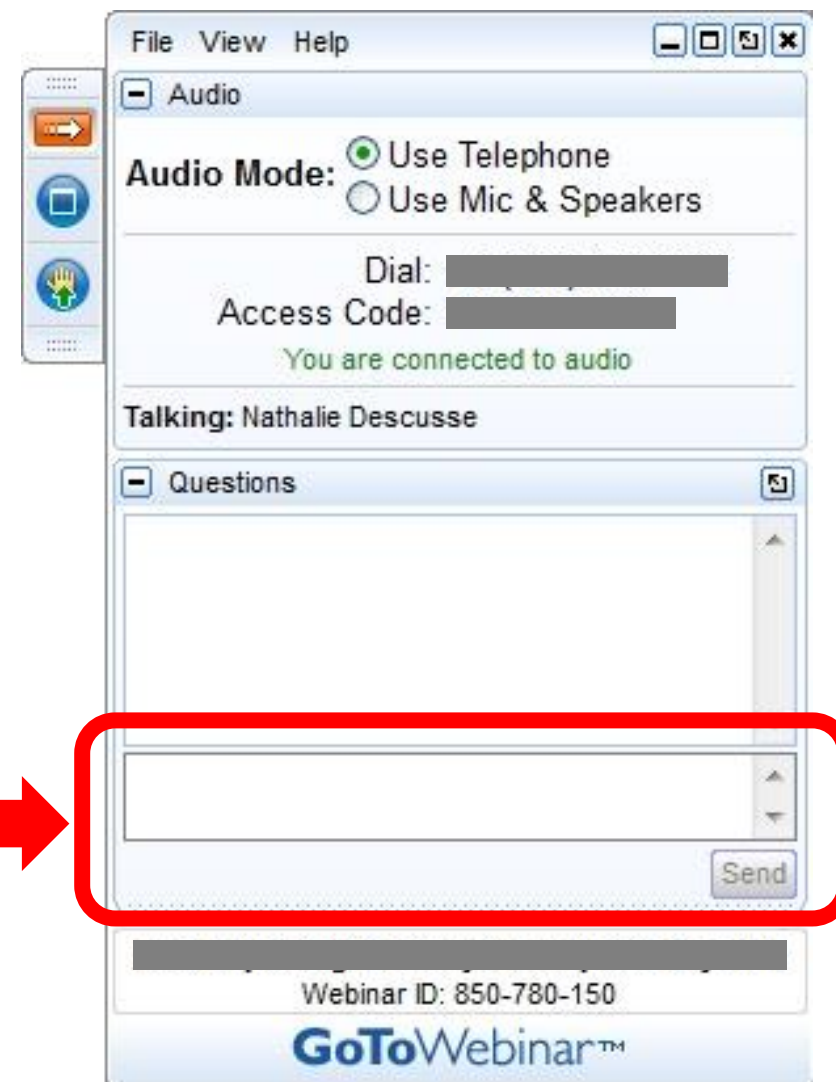 File View Help
Audio
Audio Mode:
Use Telephone
Use Mic & Speakers
Dial:
Access Code:
You are connected to audio
Talking: Nathalie Descusse
Questions
Send
Webinar ID: 850-780-150
GoToWebinar™